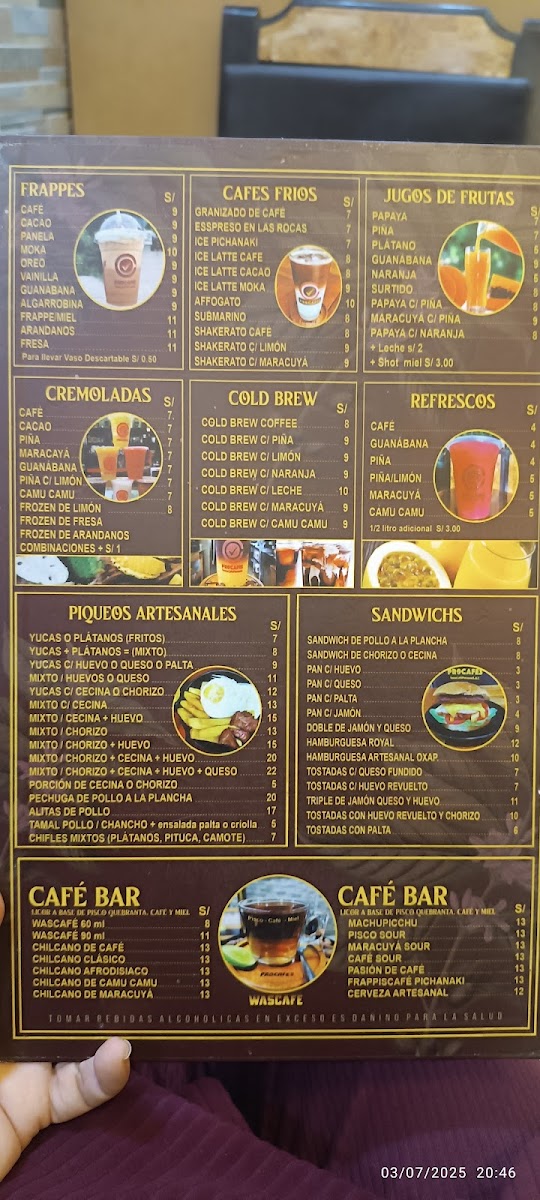 FRAPPES
S/
CAFE 9
CACAO 9
PANELA 9
MOKA 10
OREO 9
VAINILLA 9
GUANABANA 9
ALGARROBINA 9
FRAPPE/MIEL 11
ARANDANOS 11
FRESA 11
Para llevar Vaso Descartable S/ 0.50
CAFES FRIOS
S/
GRANIZADO DE CAFÉ 7
ESSPRESO EN LAS ROCAS 7
ICE PICHANAKI 7
ICE LATTE CAFE 8
ICE LATTE CACAO 8
ICE LATTE MOKA 9
AFFOGATO 10
SUBMARINO 8
SHAKERATO CAFÉ 8
SHAKERATO C/ LIMÓN 9
SHAKERATO C/ MARACUYÁ 9
JUGOS DE FRUTAS
S/
PAPAYA 7
PIÑA 7
PLÁTANO
GUANÁBANA
NARANJA
SURTIDO 8
PAPAYA C/ PIÑA 8
MARACUYÁ C/ PIÑA 9
PAPAYA C/ NARANJA 8
+ Leche s/ 2
+ Shot miel S/ 3.00
CREMOLADAS
S/
CAFÉ 7
CACAO 7
PIÑA 7
MARACAYÁ 7
GUANÁBANA 7
PIÑA C/ LIMÓN 7
CAMU CAMU 7
FROZEN DE LIMÓN 8
FROZEN DE FRESA
FROZEN DE ARANDANOS
COMBINACIONES + S/ 1
COLD BREW
S/
COLD BREW COFFEE 8
COLD BREW C/ PIÑA 9
COLD BREW C/ LIMÓN 9
COLD BREW C/ NARANJA 9
COLD BREW C/ LECHE 10
COLD BREW C/ MARACUYÁ 9
COLD BREW C/ CAMU CAMU 9
REFRESCOS
S/
CAFÉ 4
GUANÁBANA 4
PIÑA 4
PIÑA/LIMÓN 5
MARACUYÁ 5
CAMU CAMU 5
1/2 litro adicional S/ 3.00
PIQUEOS ARTESANALES
S/
YUCAS O PLÁTANOS (FRITOS) 7
YUCAS + PLÁTANOS = (MIXTO) 8
YUCAS C/ HUEVO O QUESO O PALTA 9
MIXTO / HUEVOS O QUESO 11
YUCAS C/ CECINA O CHORIZO 12
MIXTO C/ CECINA 13
MIXTO / CECINA + HUEVO 15
MIXTO / CHORIZO 13
MIXTO / CHORIZO + HUEVO 15
MIXTO / CHORIZO + CECINA + HUEVO 20
MIXTO / CHORIZO + CECINA + HUEVO + QUESO 22
PORCIÓN DE CECINA O CHORIZO 5
PECHUGA DE POLLO A LA PLANCHA 20
ALITAS DE POLLO 17
TAMAL POLLO / CHANCHO + ensalada palta o criolla 5
CHIFLES MIXTOS (PLÁTANOS, PITUCA, CAMOTE) 7
SANDWICHS
S/
SANDWICH DE POLLO A LA PLANCHA 8
SANDWICH DE CHORIZO O CECINA 8
PAN C/ HUEVO 3
PAN C/ QUESO 3
PAN C/ PALTA 3
PAN C/ JAMÓN 4
DOBLE DE JAMÓN Y QUESO 9
HAMBURGUESA ROYAL 12
HAMBURGUESA ARTESANAL OXAP. 10
TOSTADAS C/ QUESO FUNDIDO 7
TOSTADAS C/ HUEVO REVUELTO 7
TRIPLE DE JAMÓN QUESO Y HUEVO 11
TOSTADAS CON HUEVO REVUELTO Y CHORIZO 10
TOSTADAS CON PALTA 6
PROCAFES
CAFÉ BAR
LICOR A BASE DE PISCO QUEBRANTA, CAFÉ Y MIEL S/
WASCAFÉ 60 ml 8
WASCAFÉ 90 ml 11
CHILCANO DE CAFÉ 13
CHILCANO CLÁSICO 13
CHILCANO AFRODISIACO 13
CHILCANO DE CAMU CAMU 13
CHILCANO DE MARACUYÁ 13
Pisco - Café - Miel
PROCAFES
WASCAFE
CAFÉ BAR
LICOR A BASE DE PISCO QUEBRANTA, CAFÉ Y MIEL S/
MACHUPICCHU 13
PISCO SOUR 13
MARACUYÁ SOUR 13
CAFÉ SOUR 13
PASIÓN DE CAFÉ 13
FRAPPISCAFÉ PICHANAKI 13
CERVEZA ARTESANAL 12
TOMAR BEBIDAS ALCOHOLICAS EN EXCESO ES DAÑINO PARA LA SALUD
03/07/2025 20:46